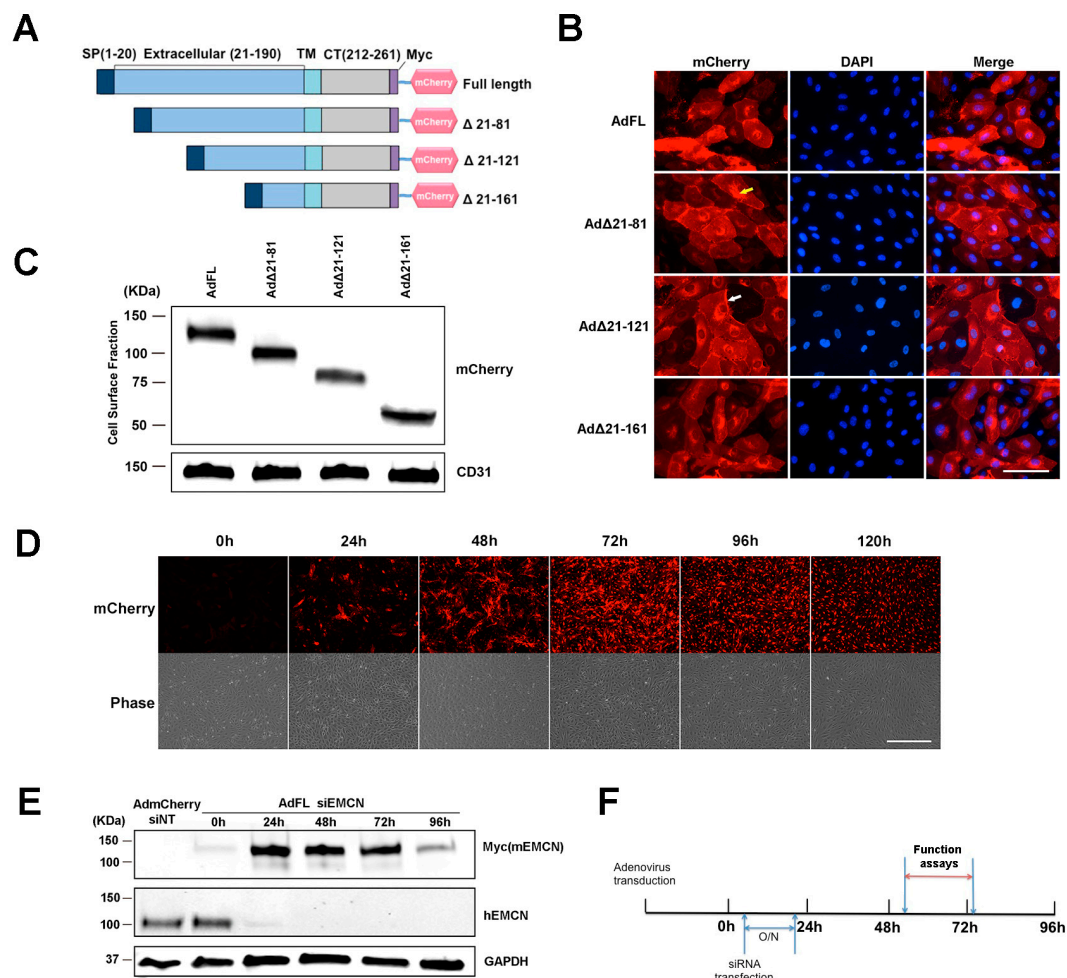 A
SP(1-20) Extracellular (21-190) TM CT(212-261) Myc
mCherry Full length
mCherry Δ 21-81
mCherry Δ 21-121
mCherry Δ 21-161
B
mCherry DAPI Merge
AdFL
AdΔ21-81
AdΔ21-121
AdΔ21-161
C
AdFL AdΔ21-81 AdΔ21-121 AdΔ21-161
(KDa)
150
100
75
50
Cell Surface Fraction
mCherry
150
CD31
D
0h 24h 48h 72h 96h 120h
mCherry
Phase
E
AdmCherry AdFL siEMCN
(KDa) siNT 0h 24h 48h 72h 96h
150
100
Myc(mEMCN)
150
100
hEMCN
37
GAPDH
F
Function
assays
Adenovirus
transduction
0h 24h 48h 72h 96h
O/N
siRNA
transfection